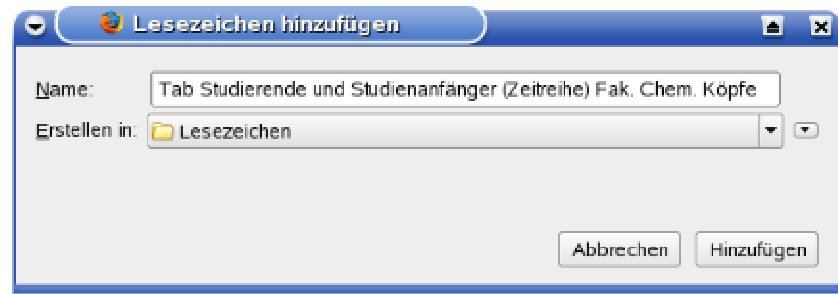 Lesezeichen hinzufügen
Name: Tab Studierende und Studienanfänger (Zeitreihe) Fak. Chem. Köpfe
Erstellen in: Lesezeichen
Abbrechen Hinzufügen